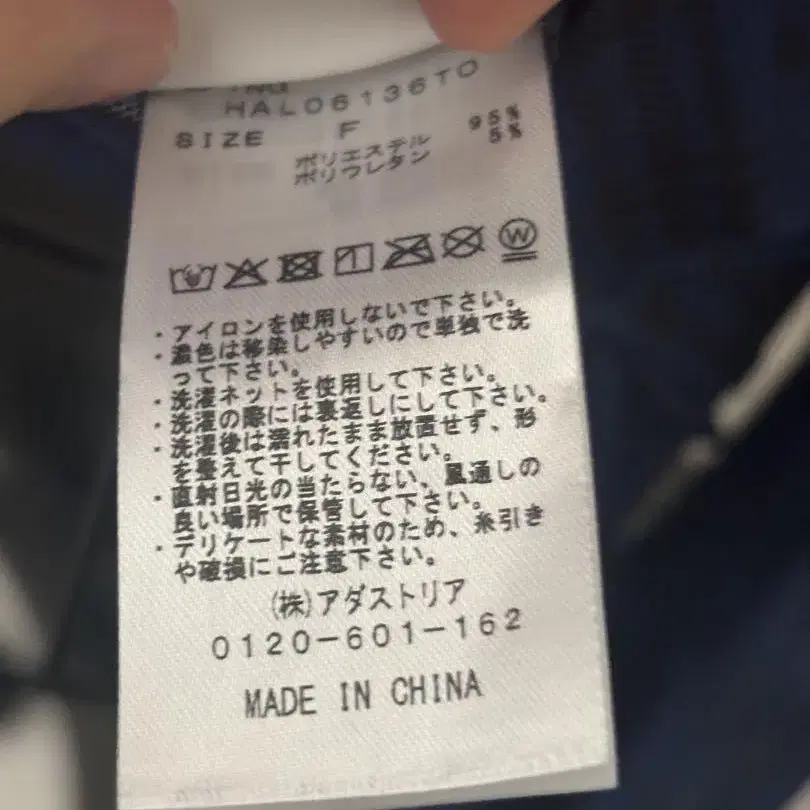 HAL06136TO
SIZE F
ポリエステル 95%
ポリウレタン 5%
W
・アイロンを使用しないで下さい。
・濃色は移染しやすいので単独で洗
って下さい。
・洗濯ネットを使用して下さい。
・洗濯の際には裏返しにして下さい。
・洗濯後は濡れたまま放置せず、形
を整えて干してください。
・直射日光の当たらない、風通しの
良い場所で保管して下さい。
・デリケートな素材のため、糸引き
や破損にご注意下さい。
(株)アダストリア
0120-601-162
MADE IN CHINA